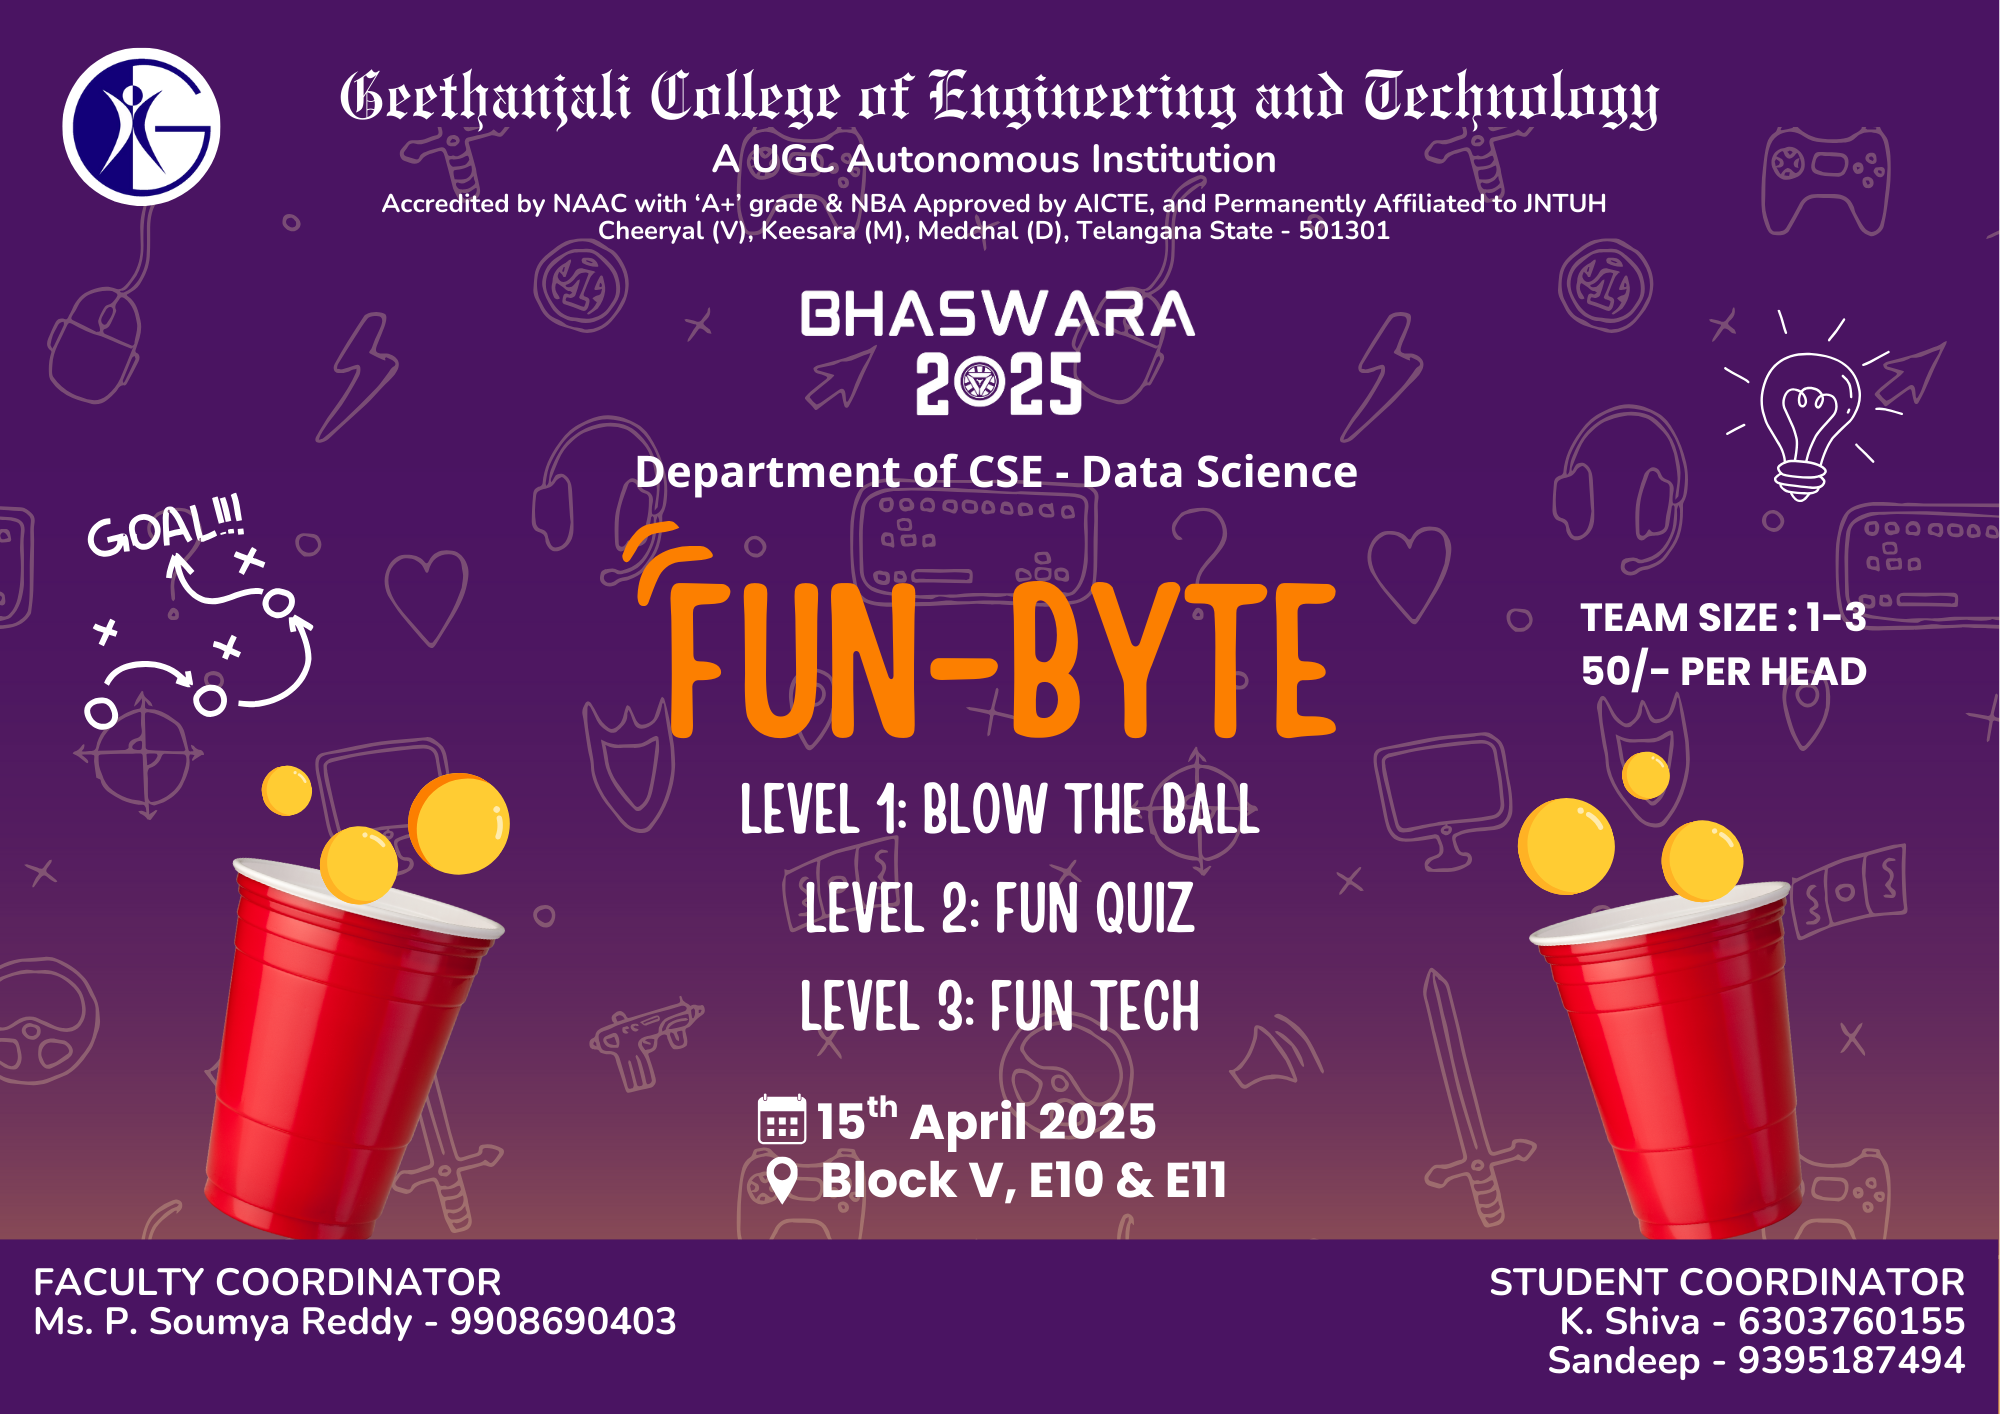 Geethanjali College of Engineering and Technology
A UGC Autonomous Institution
Accredited by NAAC with ‘A+’ grade & NBA Approved by AICTE, and Permanently Affiliated to JNTUH
Cheeryal (V), Keesara (M), Medchal (D), Telangana State - 501301
BHASWARA
2025
Department of CSE - Data Science
GOAL!!!
FUN-BYTE
TEAM SIZE : 1-3
50/- PER HEAD
LEVEL 1: BLOW THE BALL
LEVEL 2: FUN QUIZ
LEVEL 3: FUN TECH
15th April 2025
Block V, E10 & E11
FACULTY COORDINATOR
Ms. P. Soumya Reddy - 9908690403
STUDENT COORDINATOR
K. Shiva - 6303760155
Sandeep - 9395187494